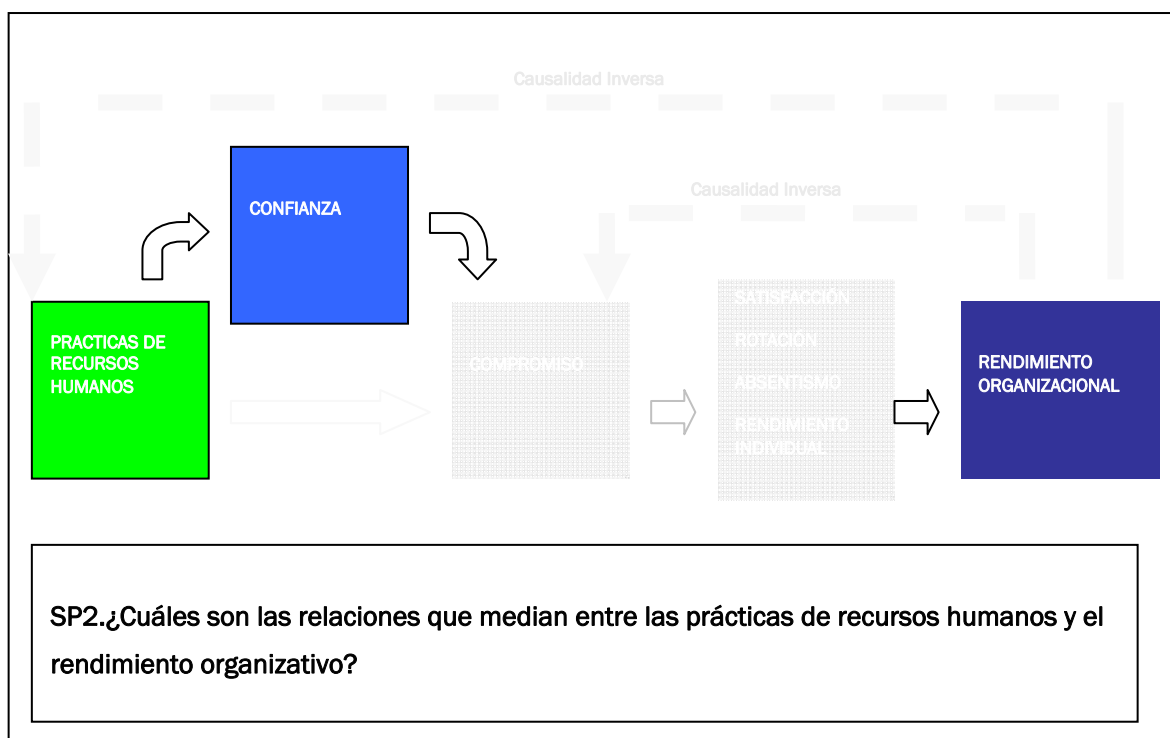 Causalidad Inversa
Causalidad Inversa
CONFIANZA
PRACTICAS DE
RECURSOS
HUMANOS
COMPROMISO
SATISFACCIÓN
ROTACIÓN
ABSENTISMO
RENDIMIENTO
INDIVIDUAL
RENDIMIENTO
ORGANIZACIONAL
SP2.¿Cuáles son las relaciones que median entre las prácticas de recursos humanos y el
rendimiento organizativo?